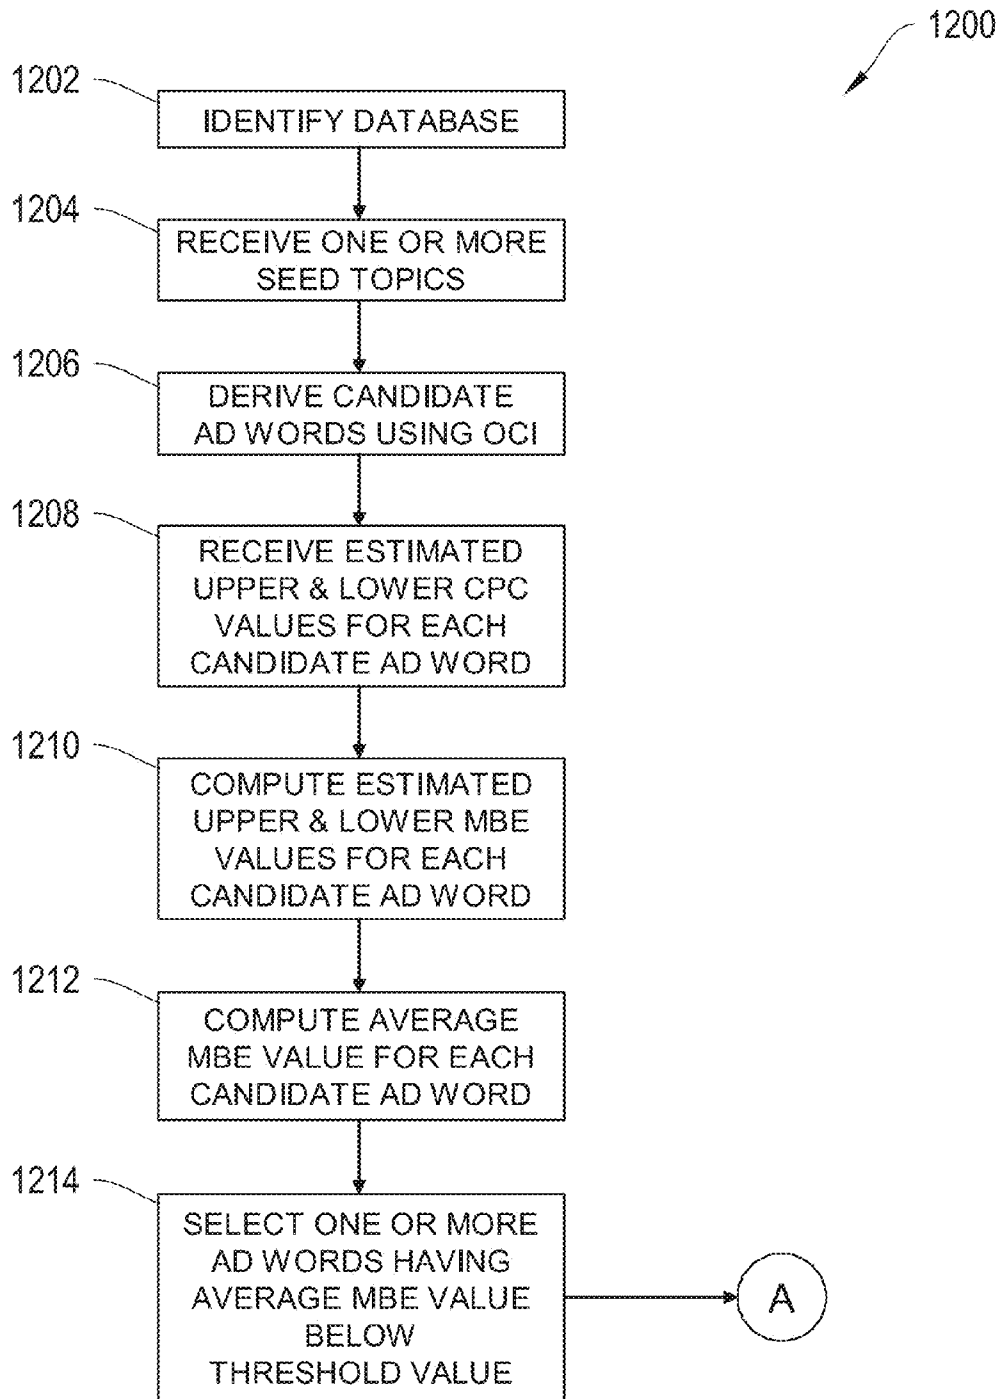 1200
1202
IDENTIFY DATABASE
1204
RECEIVE ONE OR MORE
SEED TOPICS
1206
DERIVE CANDIDATE
AD WORDS USING OCI
1208
RECEIVE ESTIMATED
UPPER & LOWER CPC
VALUES FOR EACH
CANDIDATE AD WORD
1210
COMPUTE ESTIMATED
UPPER & LOWER MBE
VALUES FOR EACH
CANDIDATE AD WORD
1212
COMPUTE AVERAGE
MBE VALUE FOR EACH
CANDIDATE AD WORD
1214
SELECT ONE OR MORE
AD WORDS HAVING
AVERAGE MBE VALUE
BELOW
THRESHOLD VALUE
A